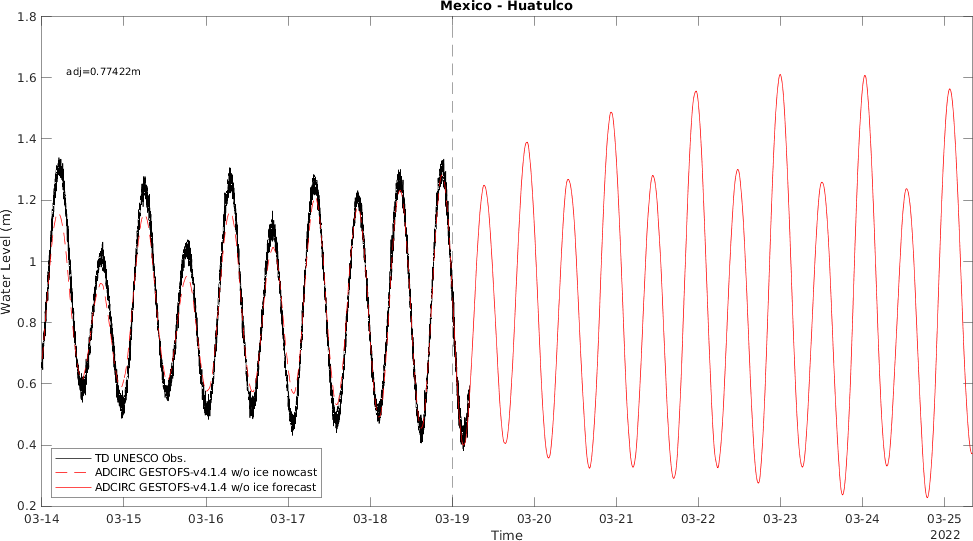 Mexico - Huatulco
1.8
1.6
1.4
1.2
1
0.8
0.6
0.4
0.2
Water Level (m)
adj=0.77422m
TD UNESCO Obs.
ADCIRC GESTOFS-v4.1.4 w/o ice nowcast
ADCIRC GESTOFS-v4.1.4 w/o ice forecast
03-14 03-15 03-16 03-17 03-18 03-19 03-20 03-21 03-22 03-23 03-24 03-25
2022
Time